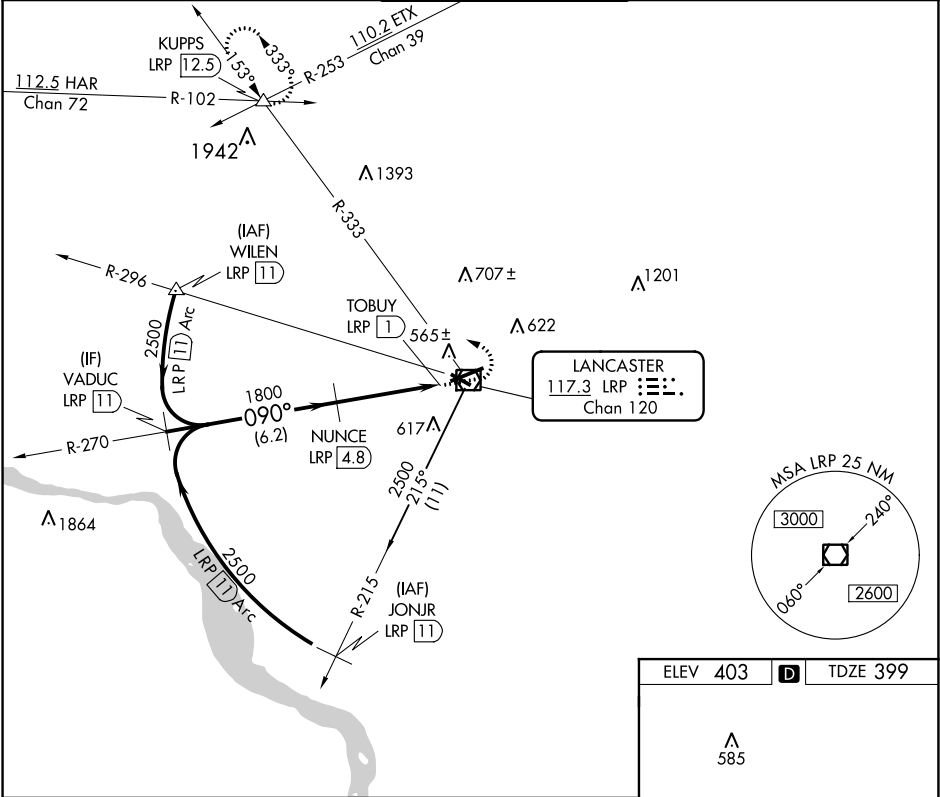 KUPPS
LRP 12.5
153°
333°
R-253
110.2 ETX
Chan 39
112.5 HAR
Chan 72
R-102
1942
1393
R-333
(IAF)
WILEN
LRP 11
R-296
707 ±
1201
TOBUY
LRP 1
565±
622
2500
LRP 11 Arc
(IF)
VADUC
LRP 11
LANCASTER
117.3 LRP
Chan 120
1800
090°
(6.2)
R-270
NUNCE
LRP 4.8
617
2500
215°
(11)
MSA LRP 25 NM
3000
240°
060°
2600
1864
2500
LRP 11 Arc
R-215
(IAF)
JONJR
LRP 11
ELEV 403 D TDZE 399
585